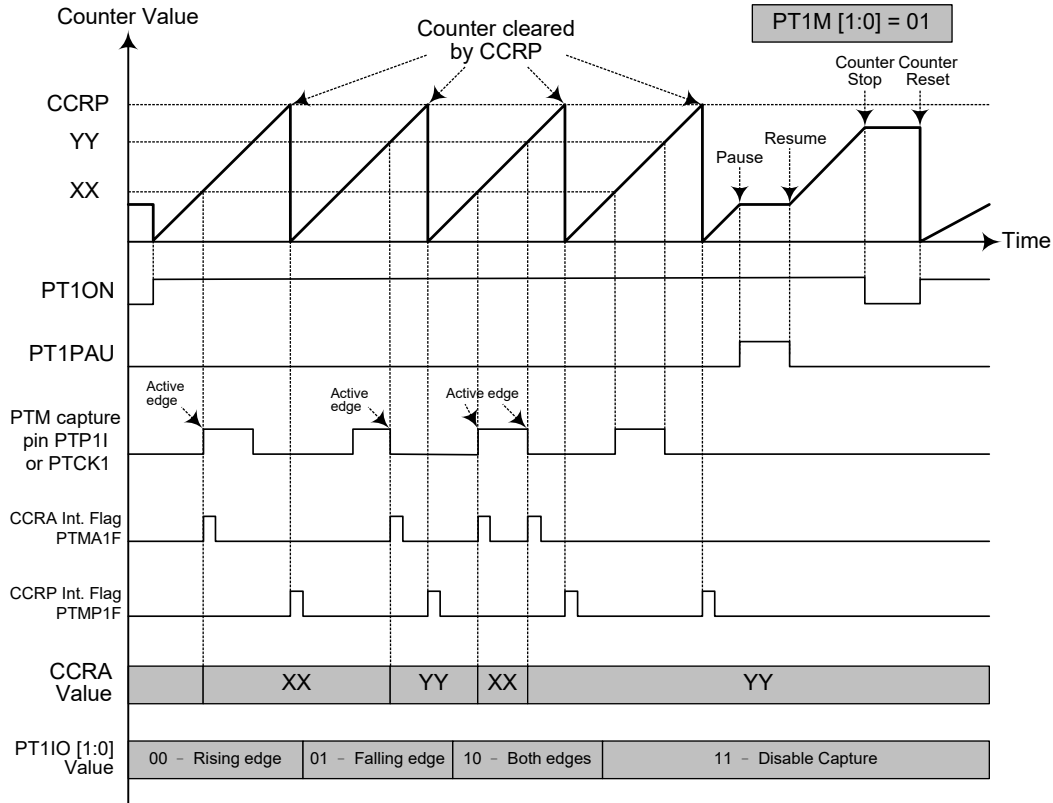 Counter Value
PT1M [1:0] = 01
Counter cleared
by CCRP
Counter Stop
Counter Reset
CCRP
YY
XX
Pause
Resume
Time
PT1ON
PT1PAU
Active edge
Active edge
Active edge
PTM capture
pin PTP1I
or PTCK1
CCRA Int. Flag
PTMA1F
CCRP Int. Flag
PTMP1F
CCRA
Value
XX
YY
XX
YY
PT1IO [1:0]
Value
00 - Rising edge
01 - Falling edge
10 - Both edges
11 - Disable Capture